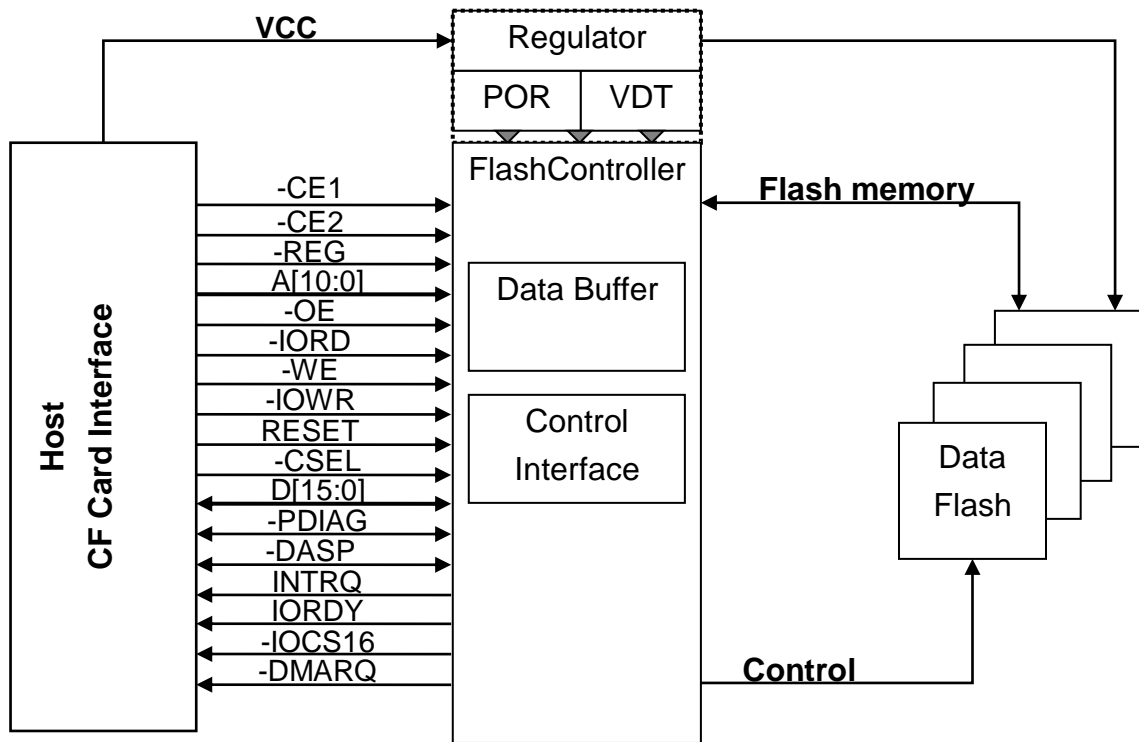 VCC
Regulator
POR
VDT
FlashController
Flash memory
-CE1
-CE2
-REG
A[10:0]
-OE
-IORD
-WE
-IOWR
RESET
-CSEL
D[15:0]
-PDIAG
-DASP
INTRQ
IORDY
-IOCS16
-DMARQ
Host
CF Card Interface
Data Buffer
Control
Interface
Data
Flash
Control